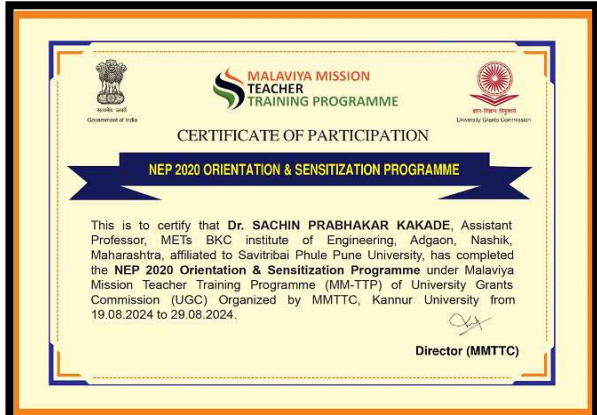 MALAVIYA MISSION
TEACHER
TRAINING PROGRAMME
सत्यमेव जयते
Government of India
ज्ञान-विज्ञान विमुक्तये
University Grants Commission
CERTIFICATE OF PARTICIPATION
NEP 2020 ORIENTATION & SENSITIZATION PROGRAMME
This is to certify that Dr. SACHIN PRABHAKAR KAKADE, Assistant
Professor, METs BKC institute of Engineering, Adgaon, Nashik,
Maharashtra, affiliated to Savitribai Phule Pune University, has completed
the NEP 2020 Orientation & Sensitization Programme under Malaviya
Mission Teacher Training Programme (MM-TTP) of University Grants
Commission (UGC) Organized by MMTTC, Kannur University from
19.08.2024 to 29.08.2024.
Director (MMTTC)